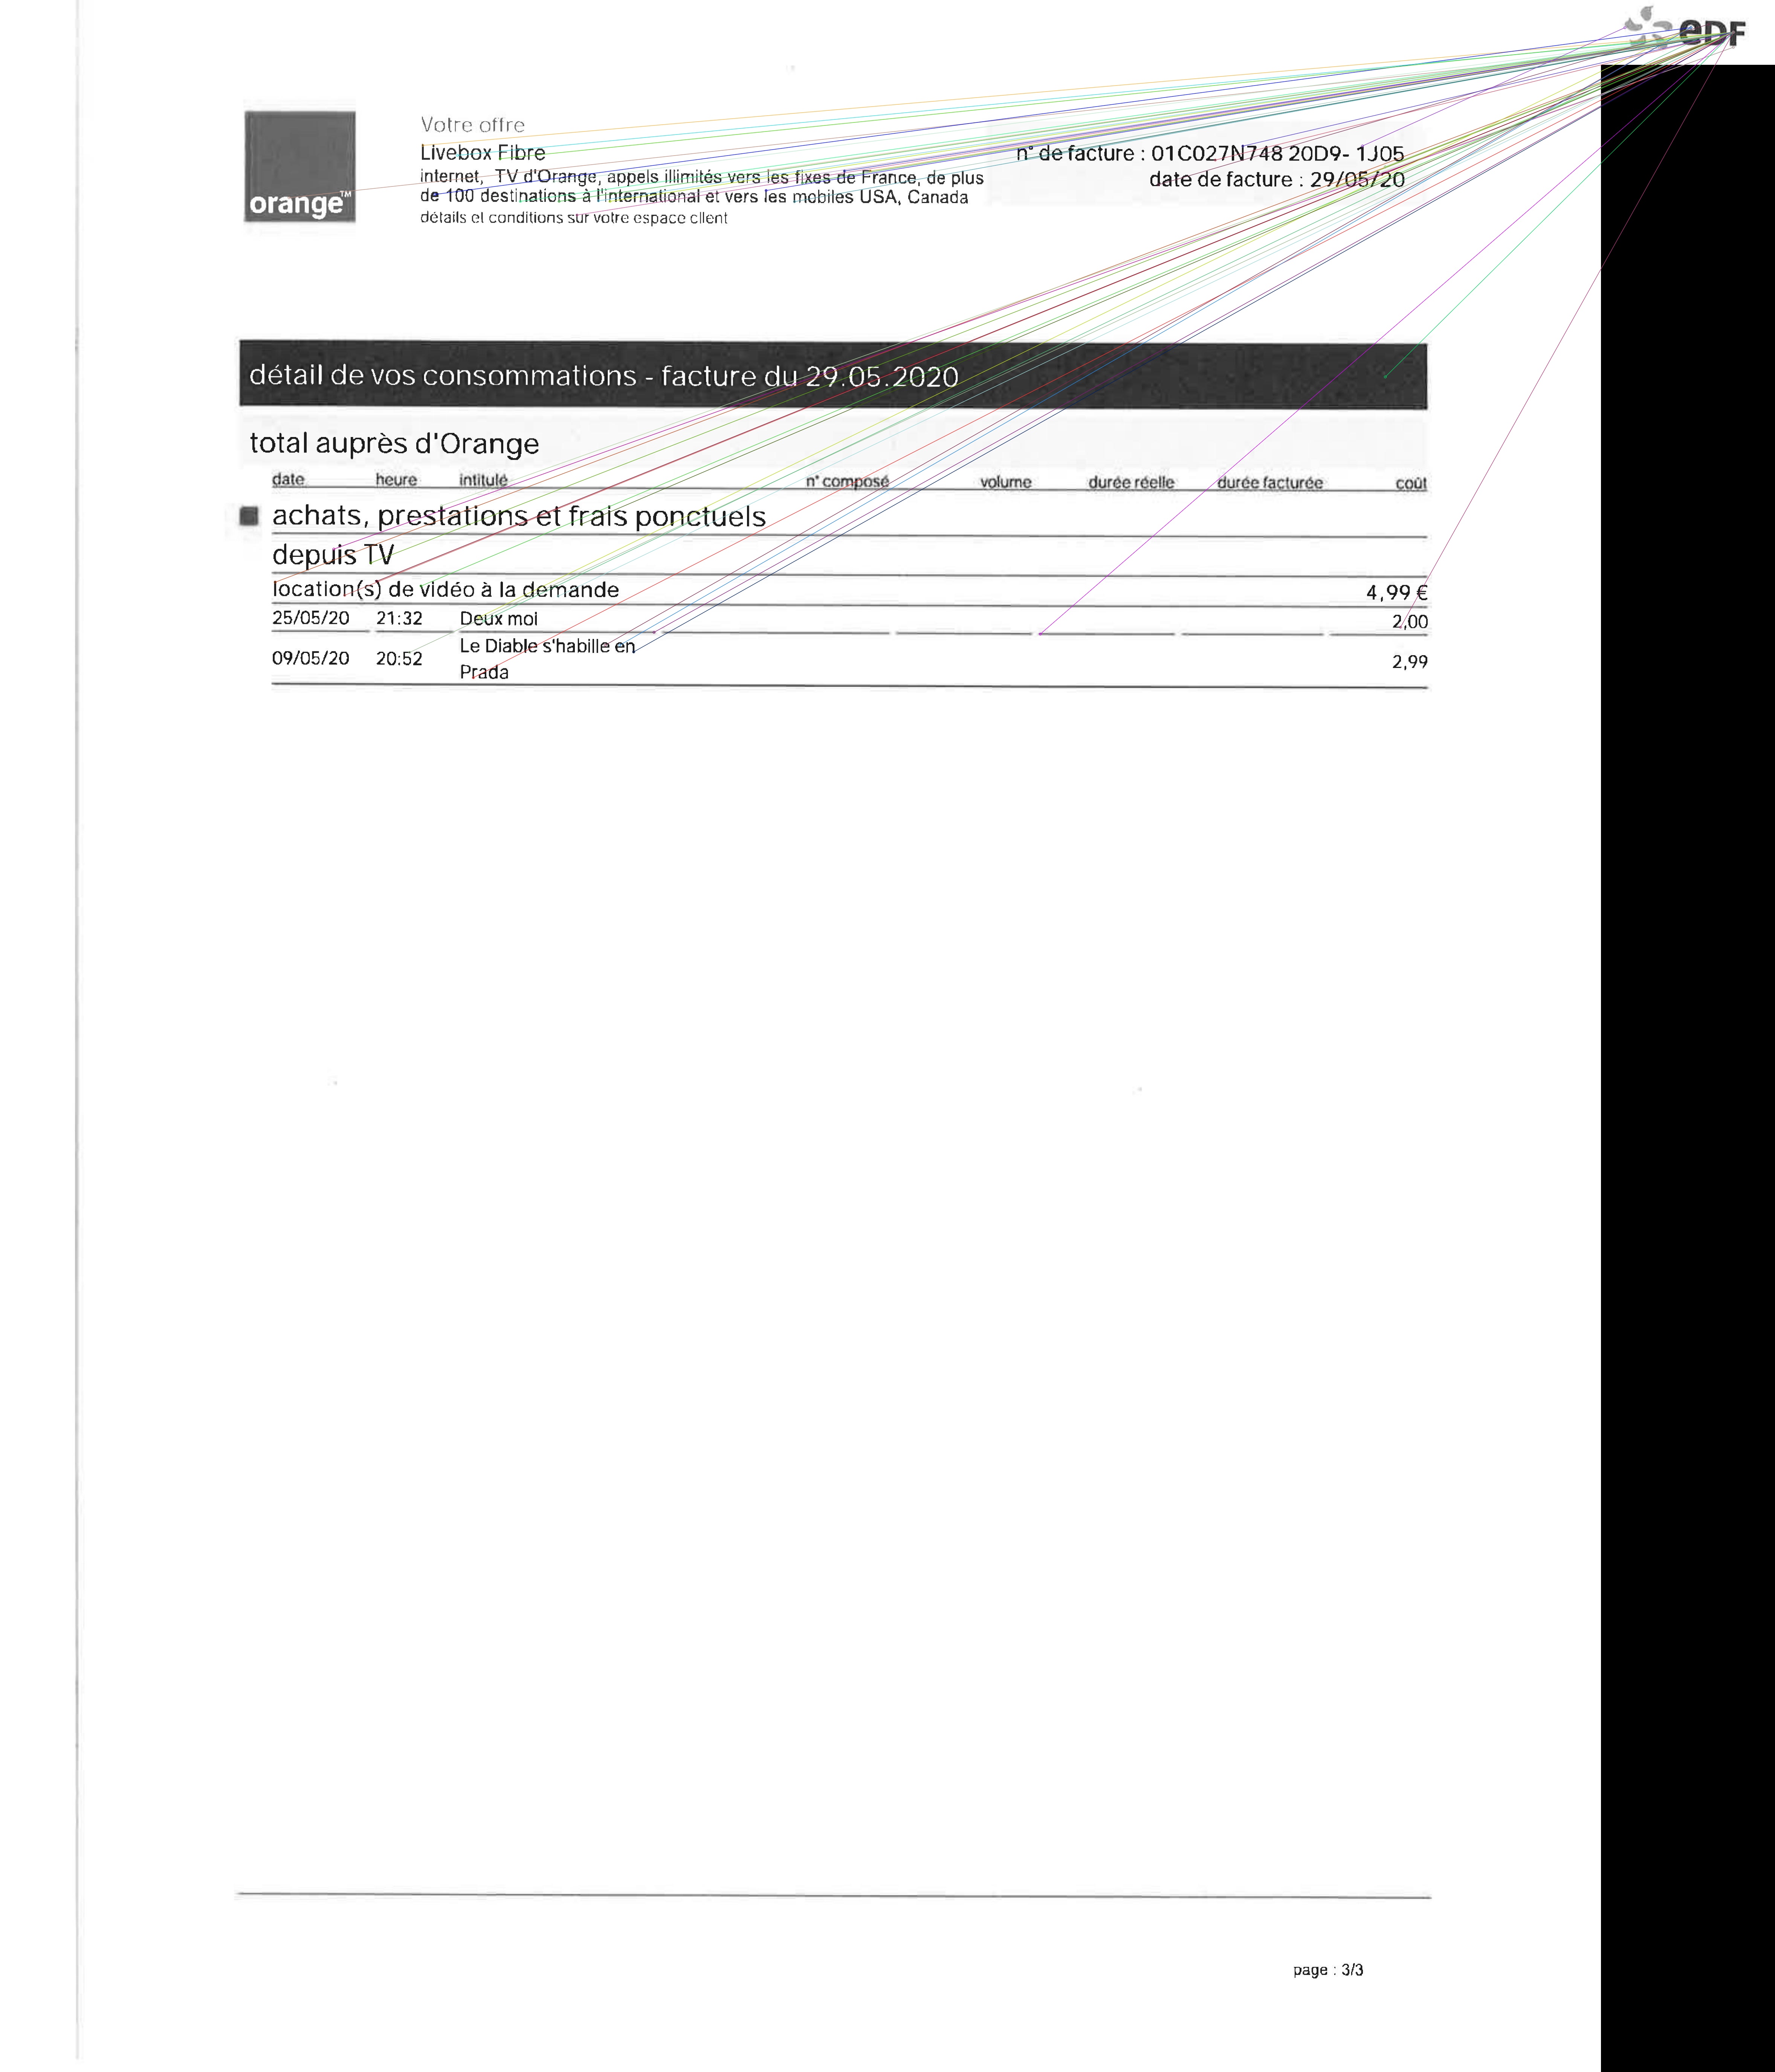 eDF
Votre offre
Livebox Fibre
internet, TV d'Orange, appels illimités vers les fixes de France, de plus
de 100 destinations à l'international et vers les mobiles USA, Canada
détails et conditions sur votre espace client
n° de facture : 01C027N748 20D9- 1J05
date de facture : 29/05/20
orange™
détail de vos consommations - facture du 29.05.2020
total auprès d'Orange
date heure intitulé n° composé volume durée réelle durée facturée coût
achats, prestations et frais ponctuels
depuis TV
location(s) de vidéo à la demande 4,99 €
25/05/20 21:32 Deux moi 2,00
09/05/20 20:52 Le Diable s'habille en
Prada 2,99
page : 3/3